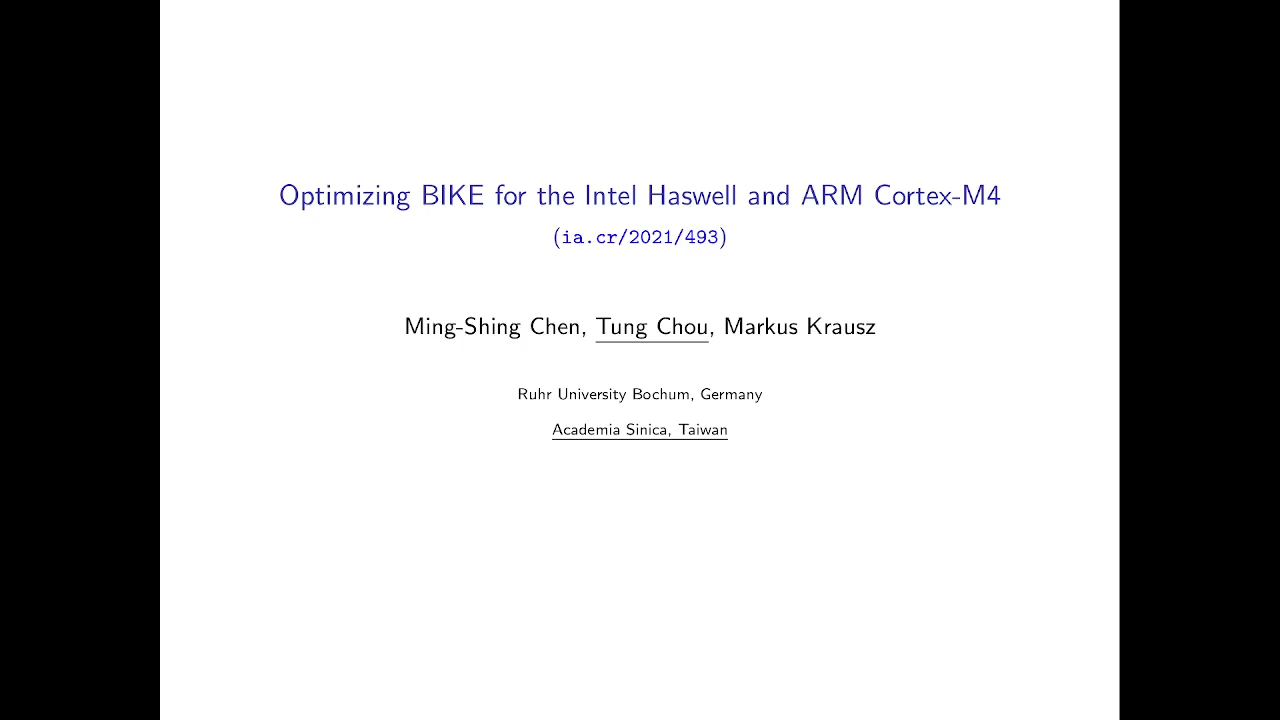 Optimizing BIKE for the Intel Haswell and ARM Cortex-M4
(ia.cr/2021/493)
Ming-Shing Chen, Tung Chou, Markus Krausz
Ruhr University Bochum, Germany
Academia Sinica, Taiwan